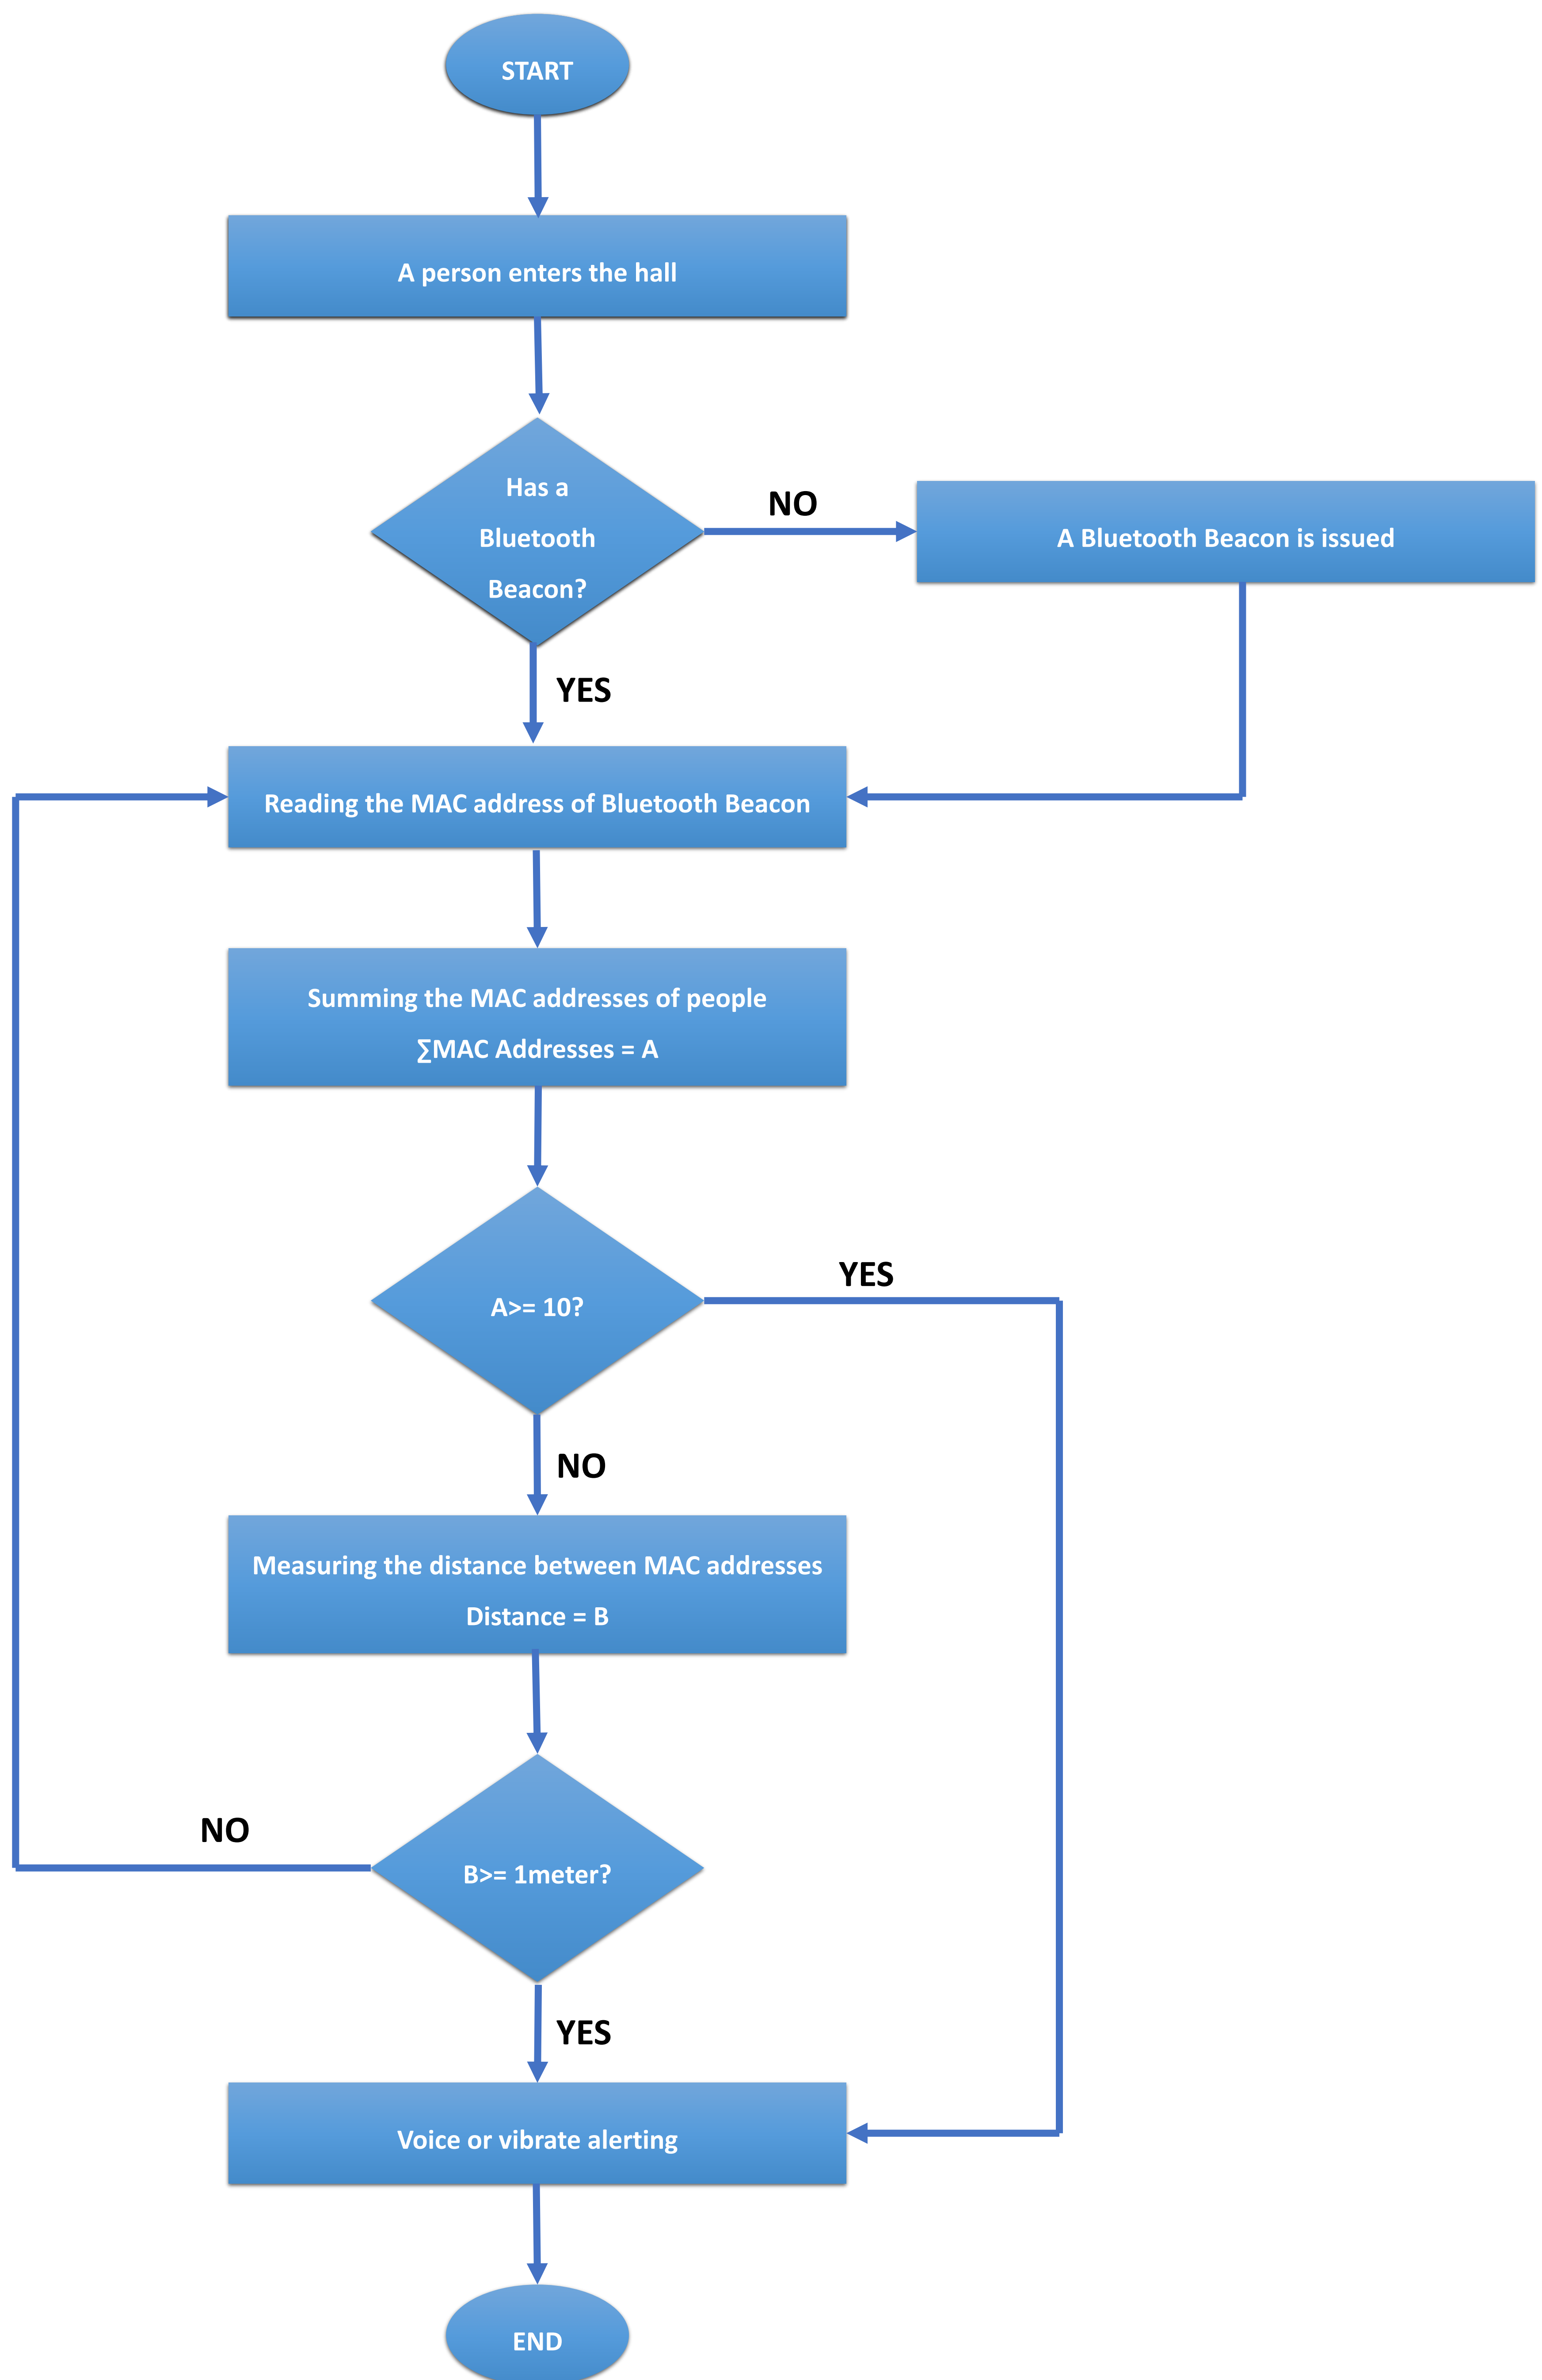 START
A person enters the hall
Has a
Bluetooth
Beacon?
NO
A Bluetooth Beacon is issued
YES
Reading the MAC address of Bluetooth Beacon
Summing the MAC addresses of people
∑MAC Addresses = A
A>= 10?
YES
NO
Measuring the distance between MAC addresses
Distance = B
B>= 1meter?
NO
YES
Voice or vibrate alerting
END